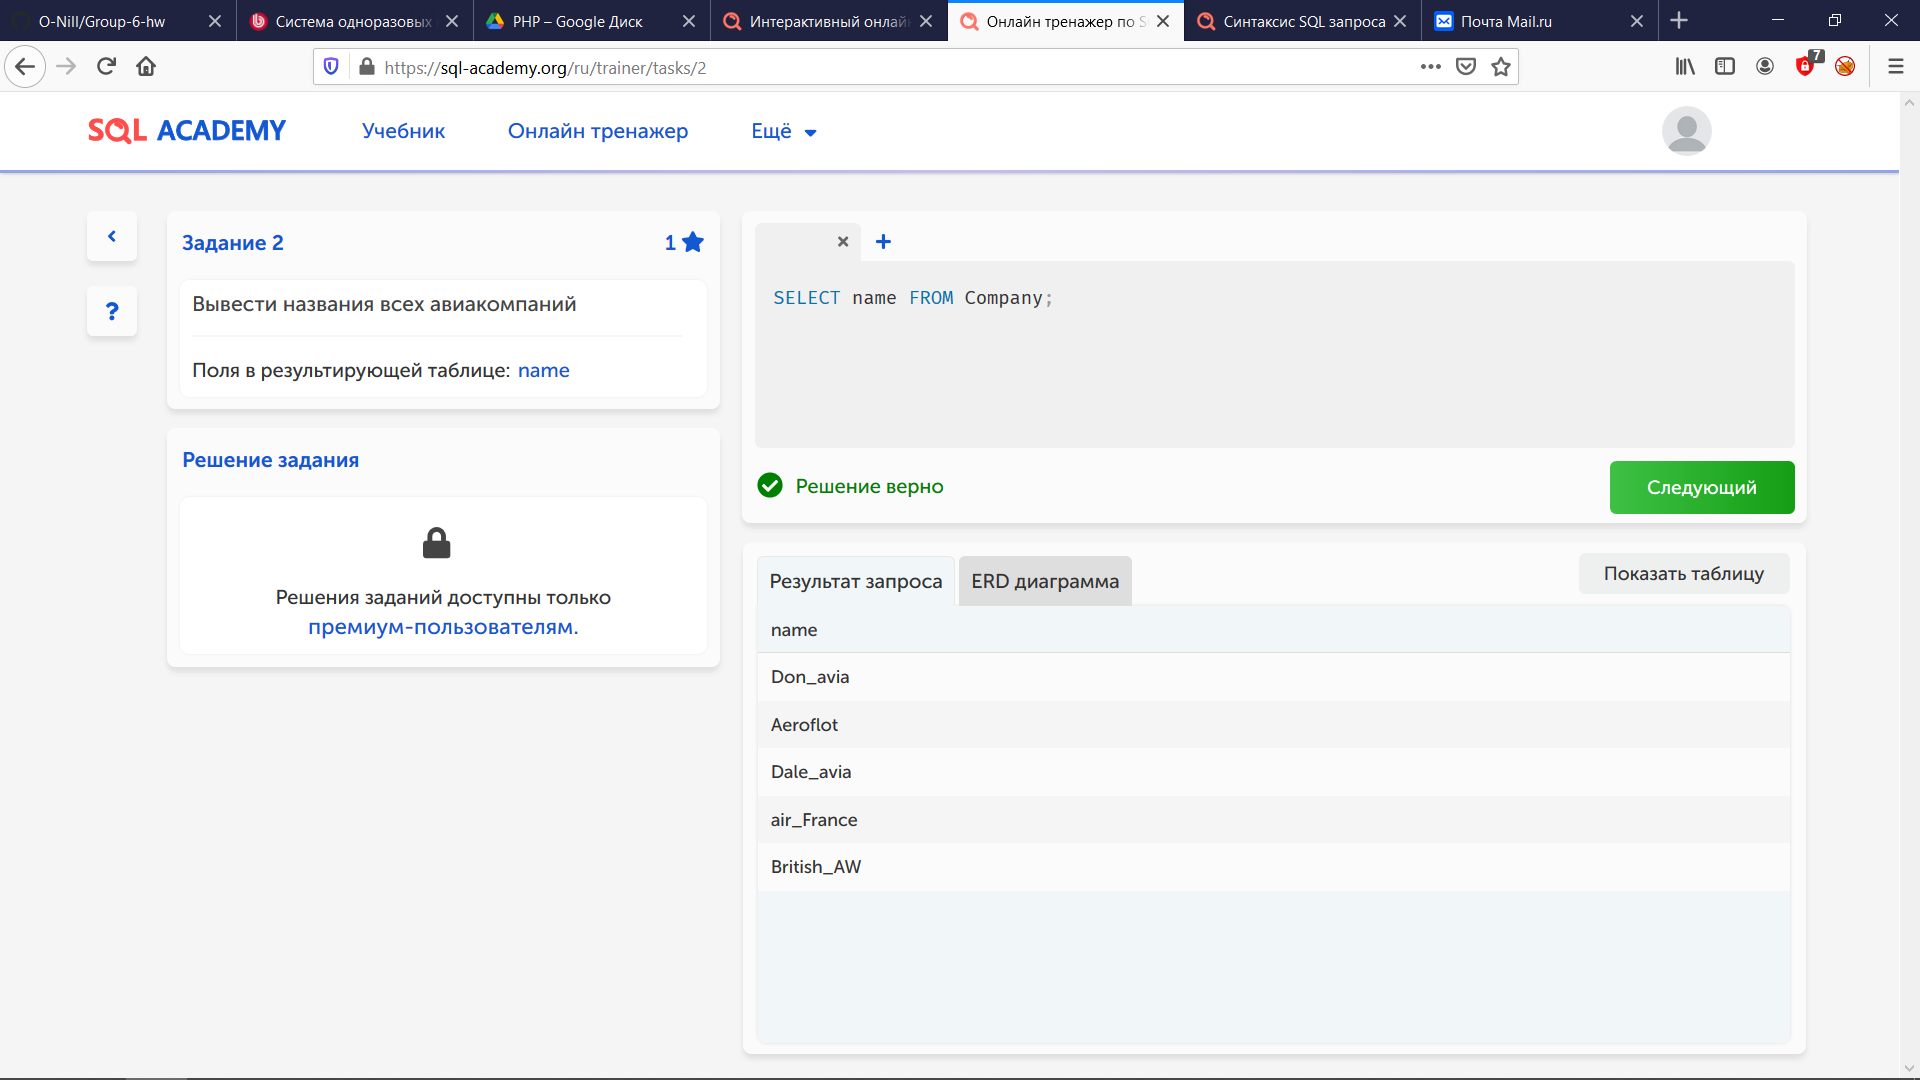 O-Nill/Group-6-hw
Система одноразовых
PHP – Google Диск
Интерактивный онлай
Онлайн тренажер по S
Синтаксис SQL запроса
Почта Mail.ru
https://sql-academy.org/ru/trainer/tasks/2
7
SQL ACADEMY
Учебник
Онлайн тренажер
Ещё
Задание 2
1
Вывести названия всех авиакомпаний
Поля в результирующей таблице: name
Решение задания
Решения заданий доступны только
премиум-пользователям.
SELECT name FROM Company;
Решение верно
Следующий
Результат запроса
ERD диаграмма
Показать таблицу
name
Don_avia
Aeroflot
Dale_avia
air_France
British_AW